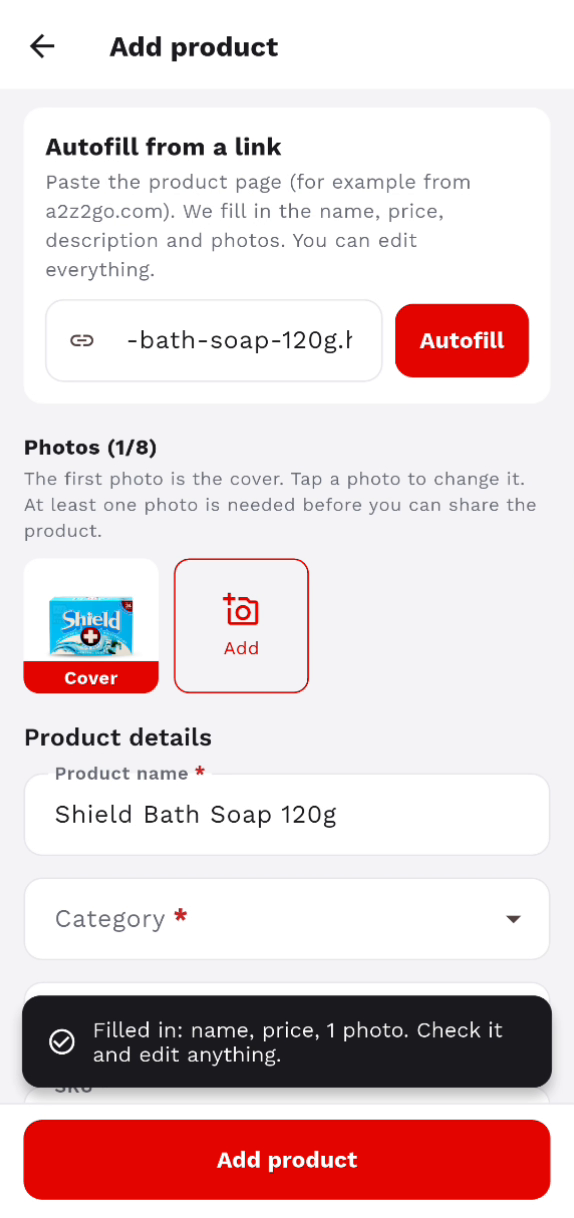 Add product
Autofill from a link
Paste the product page (for example from
a2z2go.com). We fill in the name, price,
description and photos. You can edit
everything.
-bath-soap-120g.h
Autofill
Photos (1/8)
The first photo is the cover. Tap a photo to change it.
At least one photo is needed before you can share the
product.
Shield
Cover
Add
Product details
Product name *
Shield Bath Soap 120g
Category *
Filled in: name, price, 1 photo. Check it
and edit anything.
SKU
Add product